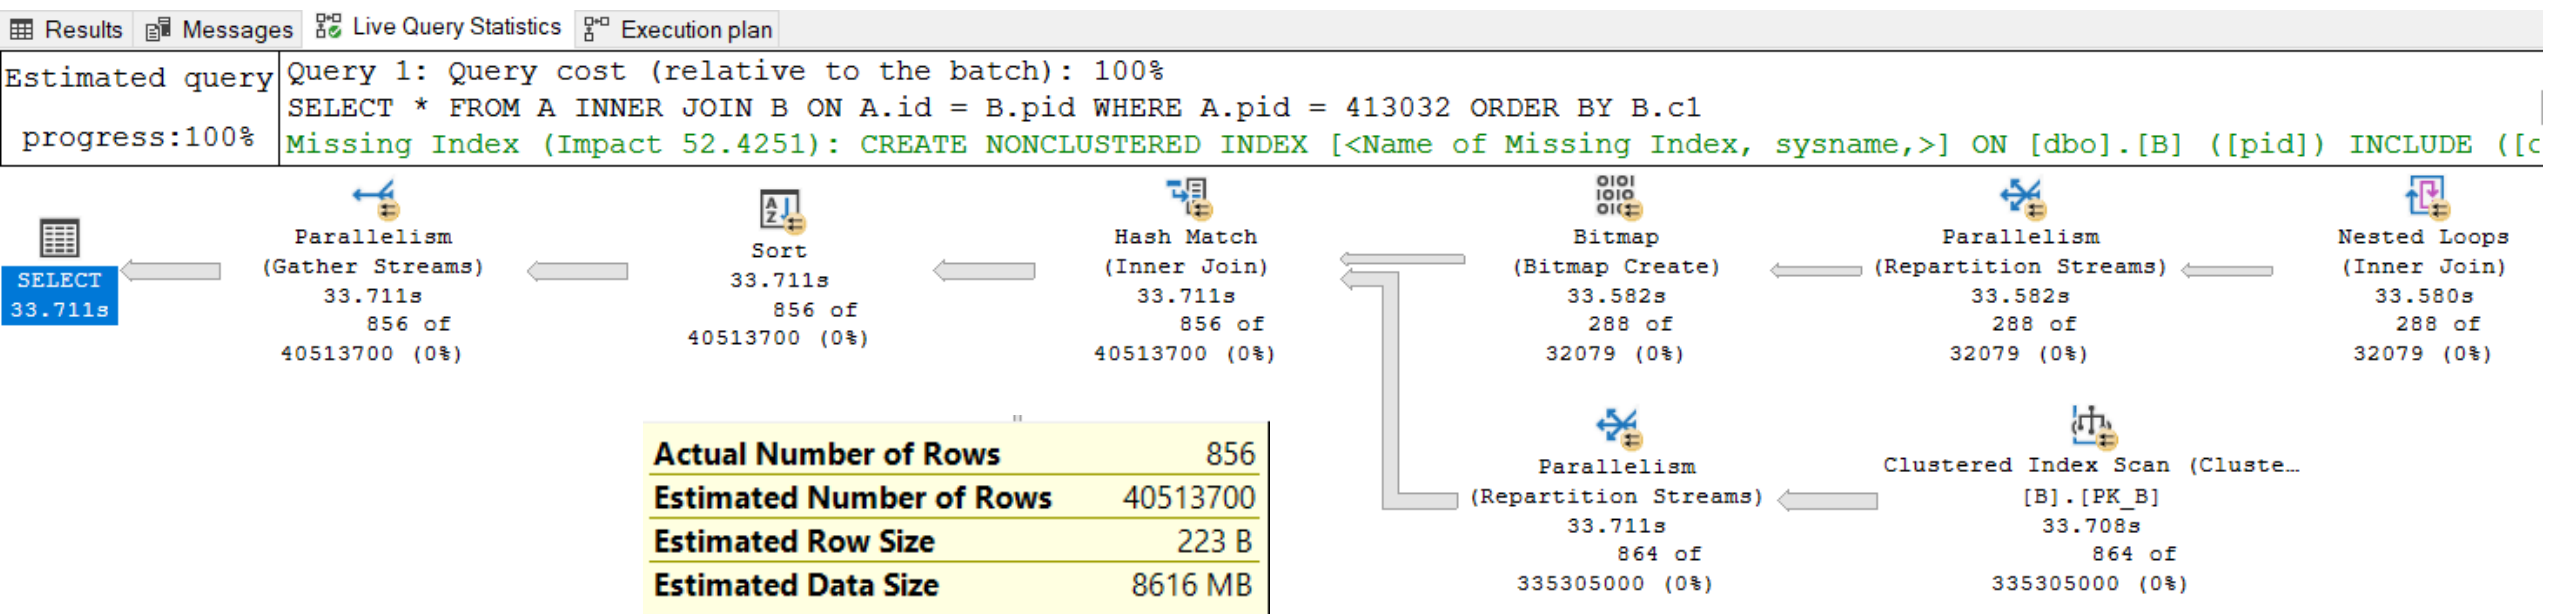 Results Messages Live Query Statistics Execution plan
Estimated query
progress:100%
Query 1: Query cost (relative to the batch): 100%
SELECT * FROM A INNER JOIN B ON A.id = B.pid WHERE A.pid = 413032 ORDER BY B.c1
Missing Index (Impact 52.4251): CREATE NONCLUSTERED INDEX [<Name of Missing Index, sysname,>] ON [dbo].[B] ([pid]) INCLUDE ([c
SELECT
33.711s
Parallelism
(Gather Streams)
33.711s
856 of
40513700 (0%)
Sort
33.711s
856 of
40513700 (0%)
Hash Match
(Inner Join)
33.711s
856 of
40513700 (0%)
Bitmap
(Bitmap Create)
33.582s
288 of
32079 (0%)
Parallelism
(Repartition Streams)
33.582s
288 of
32079 (0%)
Nested Loops
(Inner Join)
33.580s
288 of
32079 (0%)
Parallelism
(Repartition Streams)
33.711s
864 of
335305000 (0%)
Clustered Index Scan (Cluste…
[B].[PK_B]
33.708s
864 of
335305000 (0%)
Actual Number of Rows 856
Estimated Number of Rows 40513700
Estimated Row Size 223 B
Estimated Data Size 8616 MB